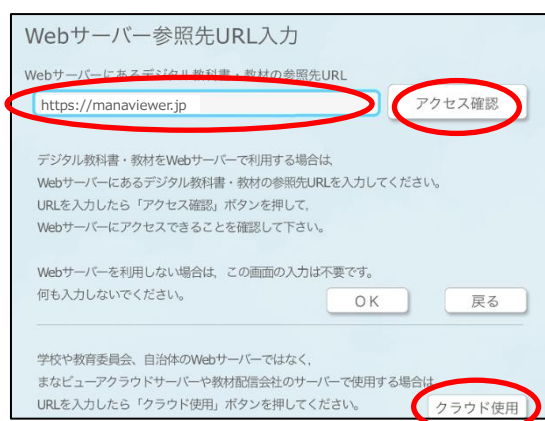 Webサーバー参照先URL入力
Webサーバーにあるデジタル教科書・教材の参照先URL
https://manaviewer.jp
アクセス確認
デジタル教科書・教材をWebサーバーで利用する場合は,
Webサーバーにあるデジタル教科書・教材の参照先URLを入力してください。
URLを入力したら「アクセス確認」ボタンを押して,
Webサーバーにアクセスできることを確認して下さい。
Webサーバーを利用しない場合は, この画面の入力は不要です。
何も入力しないでください。
OK
戻る
学校や教育委員会、自治体のWebサーバーではなく,
まなビューアクラウドサーバーや教材配信会社のサーバーで使用する場合は
URLを入力したら「クラウド使用」ボタンを押してください。
クラウド使用